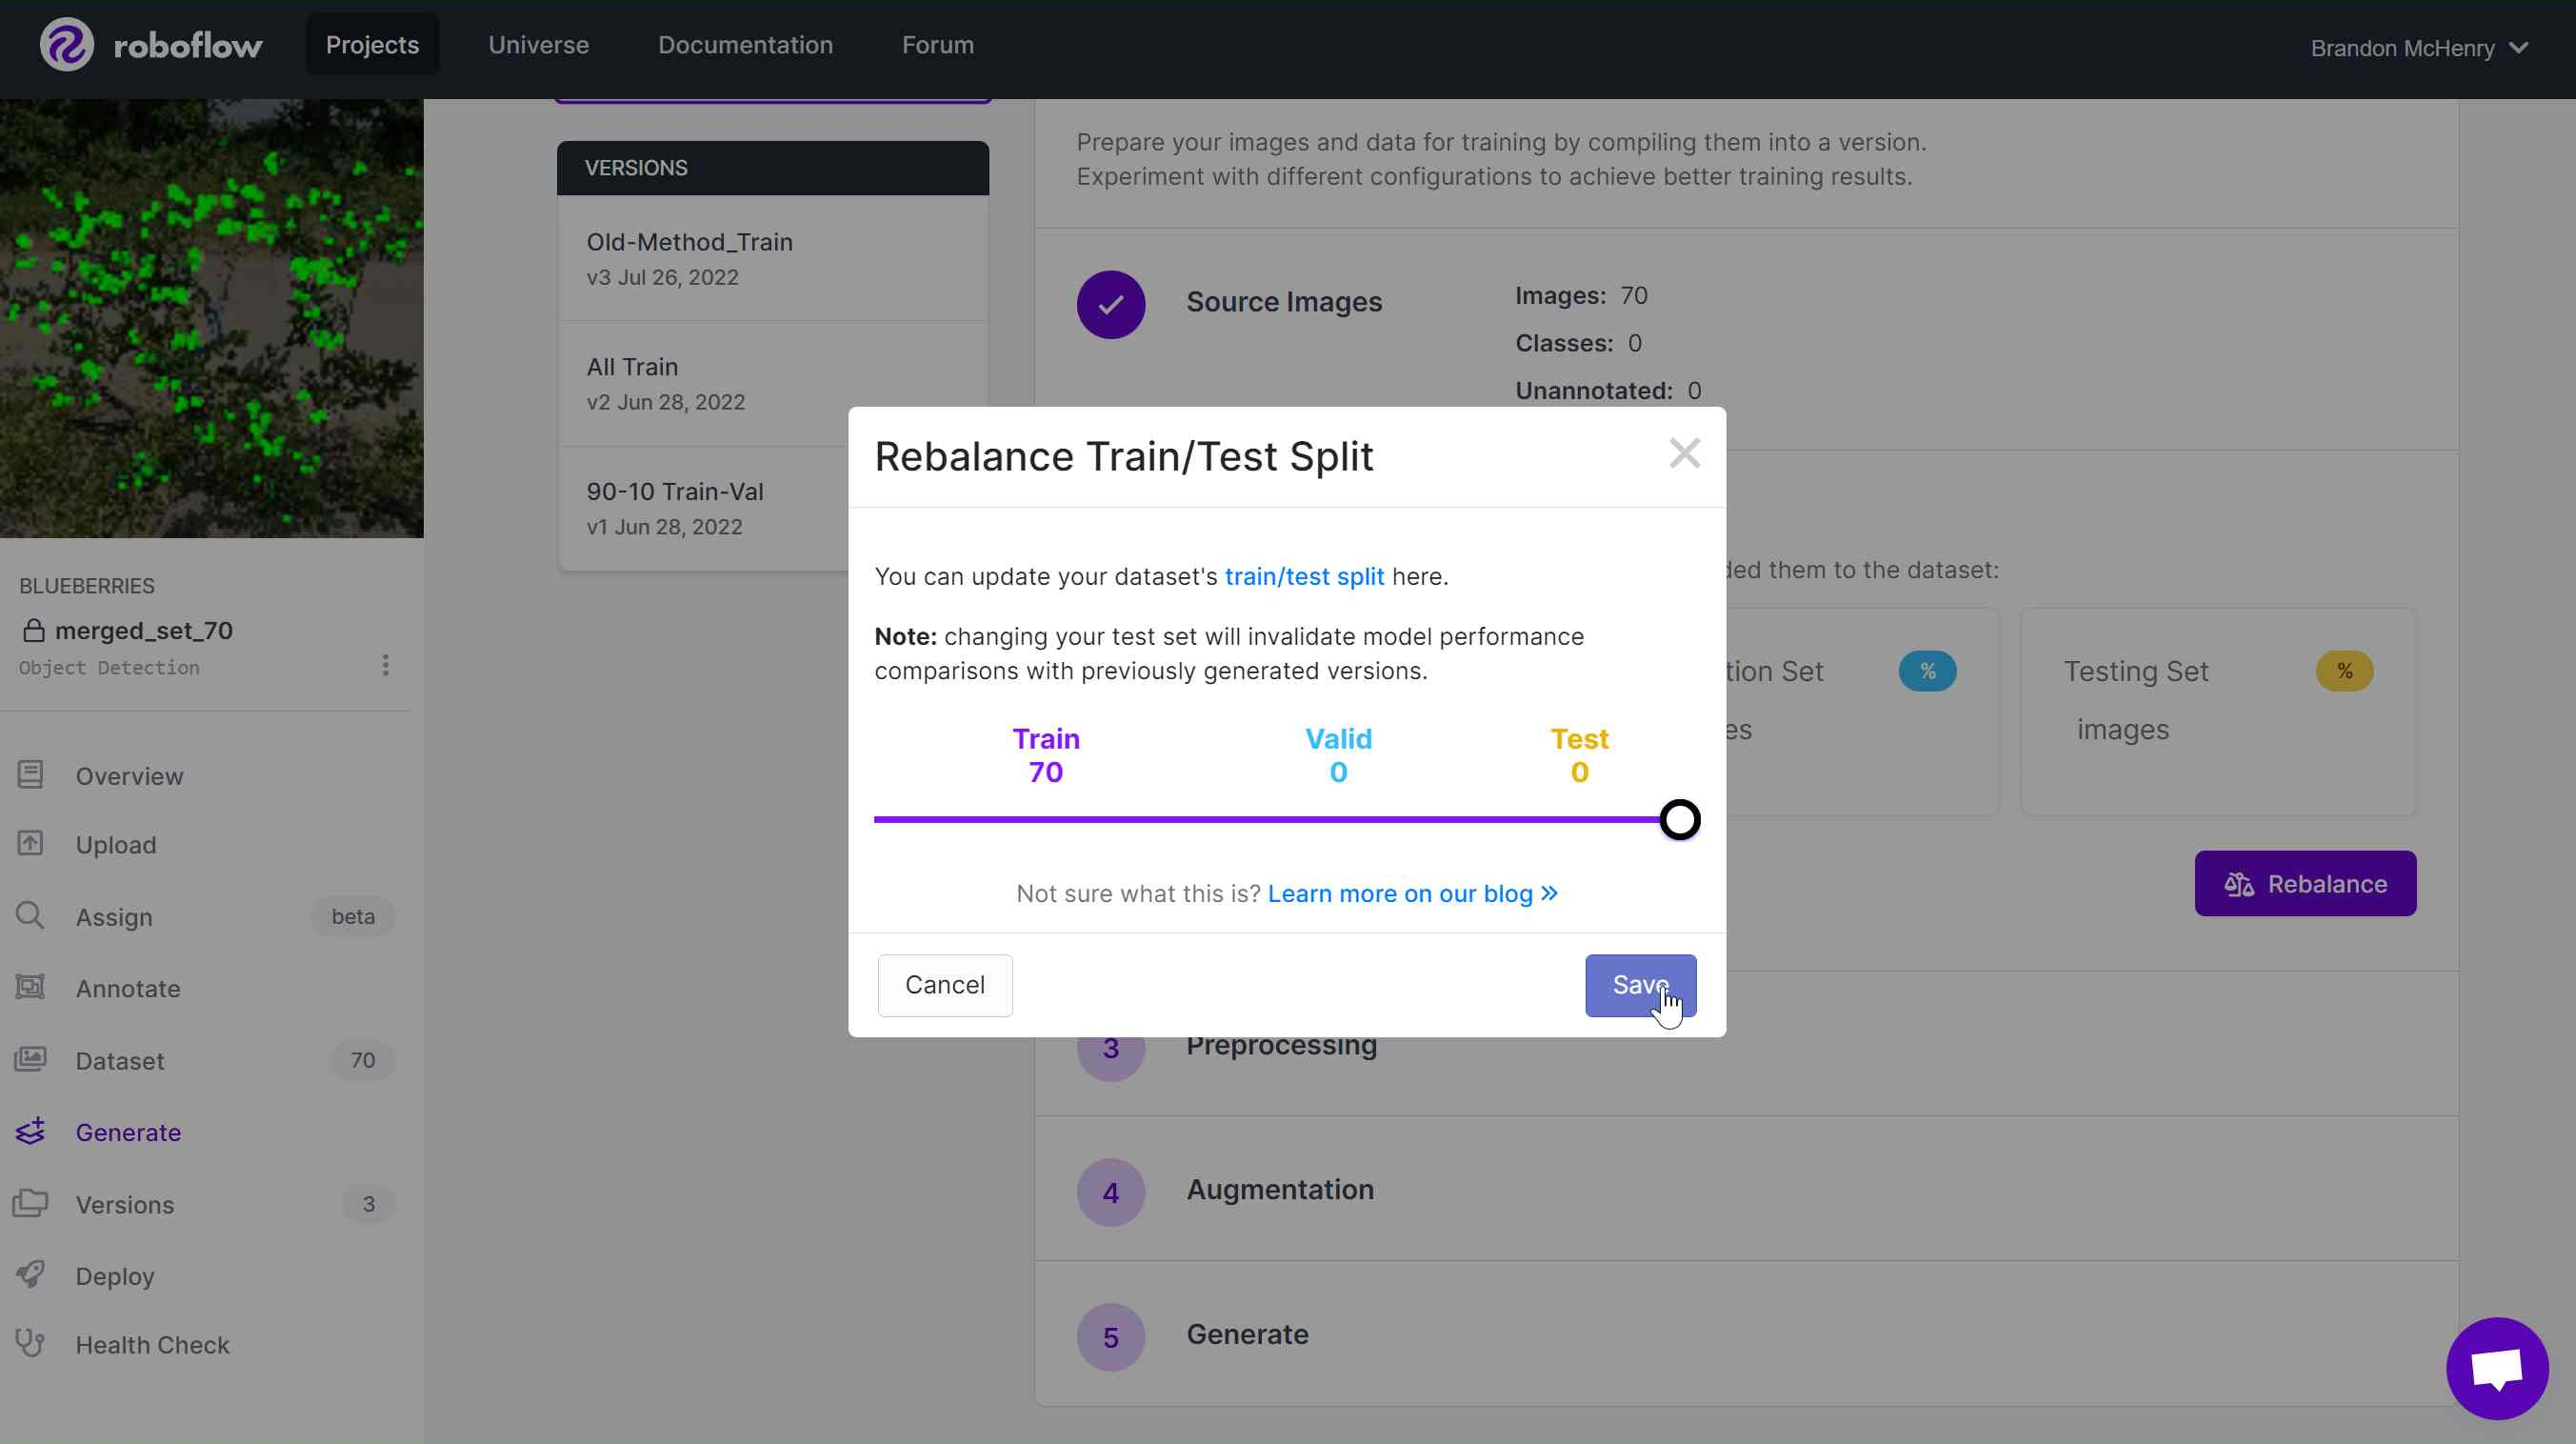 roboflow
Projects
Universe
Documentation
Forum
Brandon McHenry
VERSIONS
Old-Method_Train
v3 Jul 26, 2022
All Train
v2 Jun 28, 2022
90-10 Train-Val
v1 Jun 28, 2022
Prepare your images and data for training by compiling them into a version.
Experiment with different configurations to achieve better training results.
Source Images
Images: 70
Classes: 0
Unannotated: 0
Rebalance Train/Test Split
You can update your dataset's train/test split here.
Note: changing your test set will invalidate model performance
comparisons with previously generated versions.
Train
70
Valid
0
Test
0
Not sure what this is? Learn more on our blog »
Cancel
Save
them to the dataset:
Set
%
Testing Set
%
images
Rebalance
3 Preprocessing
4 Augmentation
5 Generate
BLUEBERRIES
merged_set_70
Object Detection
Overview
Upload
Assign
beta
Annotate
Dataset
70
Generate
Versions
3
Deploy
Health Check